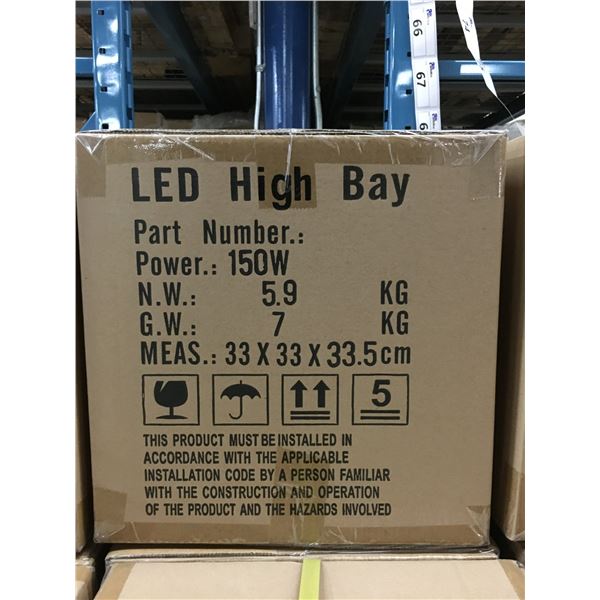 66
67
LED High Bay
Part Number.:
Power.: 150W
N.W.: 5.9 KG
G.W.: 7 KG
MEAS.: 33 X 33 X 33.5cm
5
THIS PRODUCT MUST BE INSTALLED IN
ACCORDANCE WITH THE APPLICABLE
INSTALLATION CODE BY A PERSON FAMILIAR
WITH THE CONSTRUCTION AND OPERATION
OF THE PRODUCT AND THE HAZARDS INVOLVED